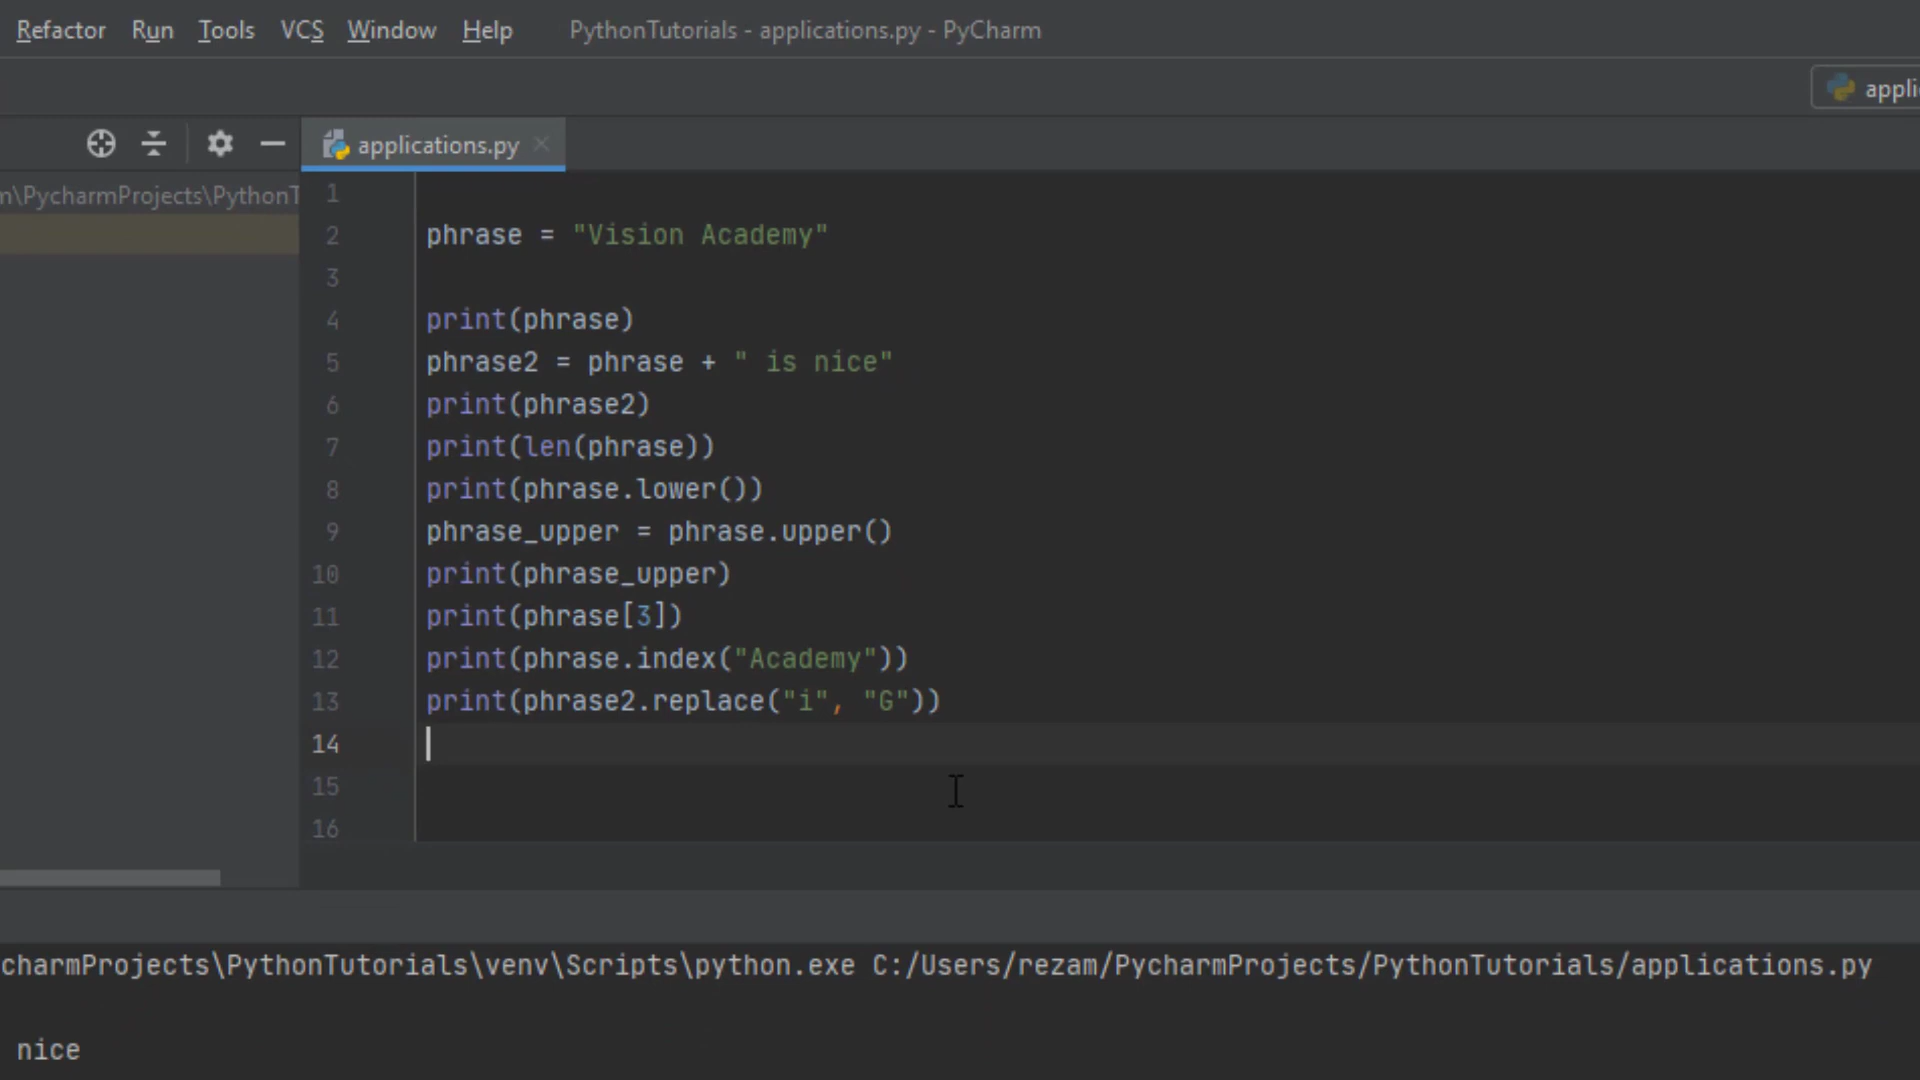 Refactor Run Tools VCS Window Help PythonTutorials - applications.py - PyCharm
appli
applications.py
m\PycharmProjects\PythonT
1
2 phrase = "Vision Academy"
3
4 print(phrase)
5 phrase2 = phrase + " is nice"
6 print(phrase2)
7 print(len(phrase))
8 print(phrase.lower())
9 phrase_upper = phrase.upper()
10 print(phrase_upper)
11 print(phrase[3])
12 print(phrase.index("Academy"))
13 print(phrase2.replace("i", "G"))
14
15
16
charmProjects\PythonTutorials\venv\Scripts\python.exe C:/Users/rezam/PycharmProjects/PythonTutorials/applications.py
nice